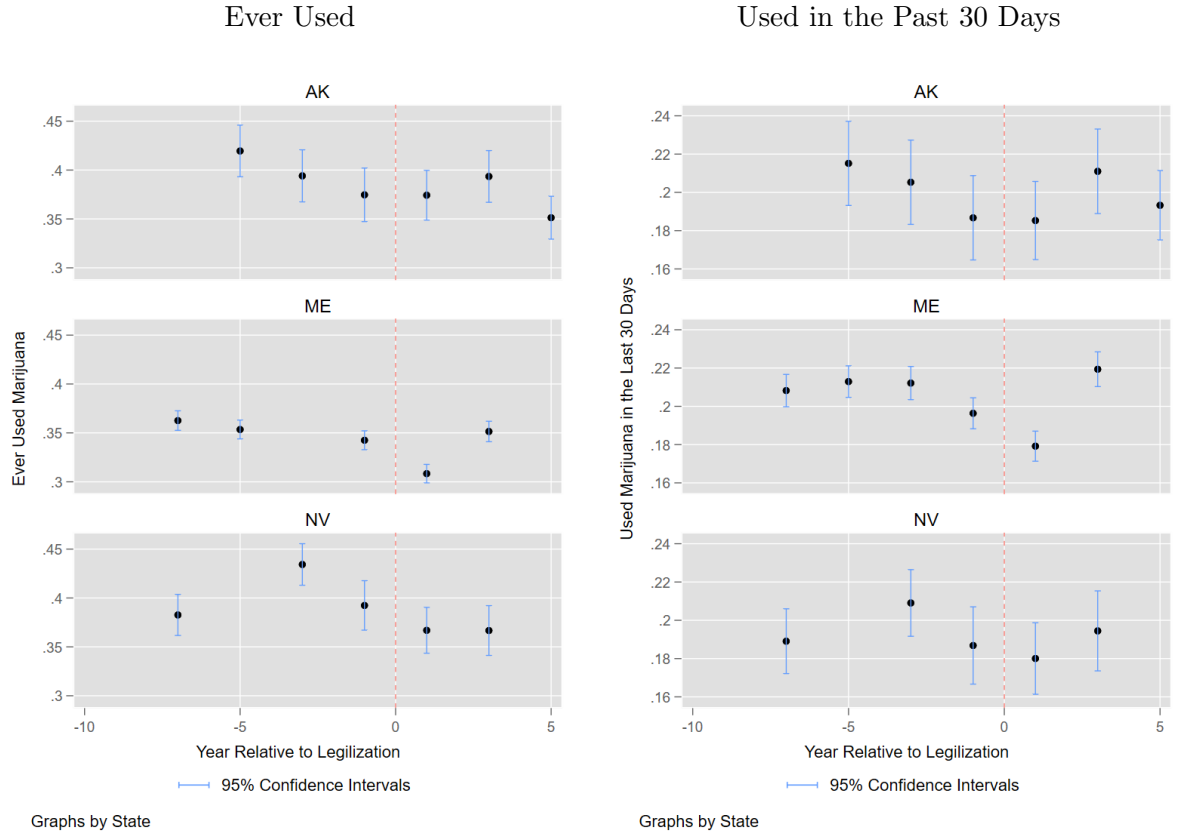 Ever Used
Used in the Past 30 Days
AK
.45
.4
.35
.3
ME
.45
.4
.35
.3
NV
.45
.4
.35
.3
-10 -5 0 5
Ever Used Marijuana
Year Relative to Legilization
95% Confidence Intervals
Graphs by State
AK
.24
.22
.2
.18
.16
ME
.24
.22
.2
.18
.16
NV
.24
.22
.2
.18
.16
-10 -5 0 5
Used Marijuana in the Last 30 Days
Year Relative to Legilization
95% Confidence Intervals
Graphs by State